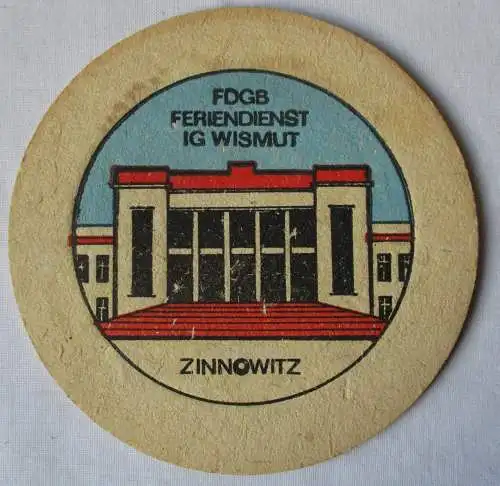 FDGB
FERIENDIENST
IG WISMUT
ZINNOWITZ